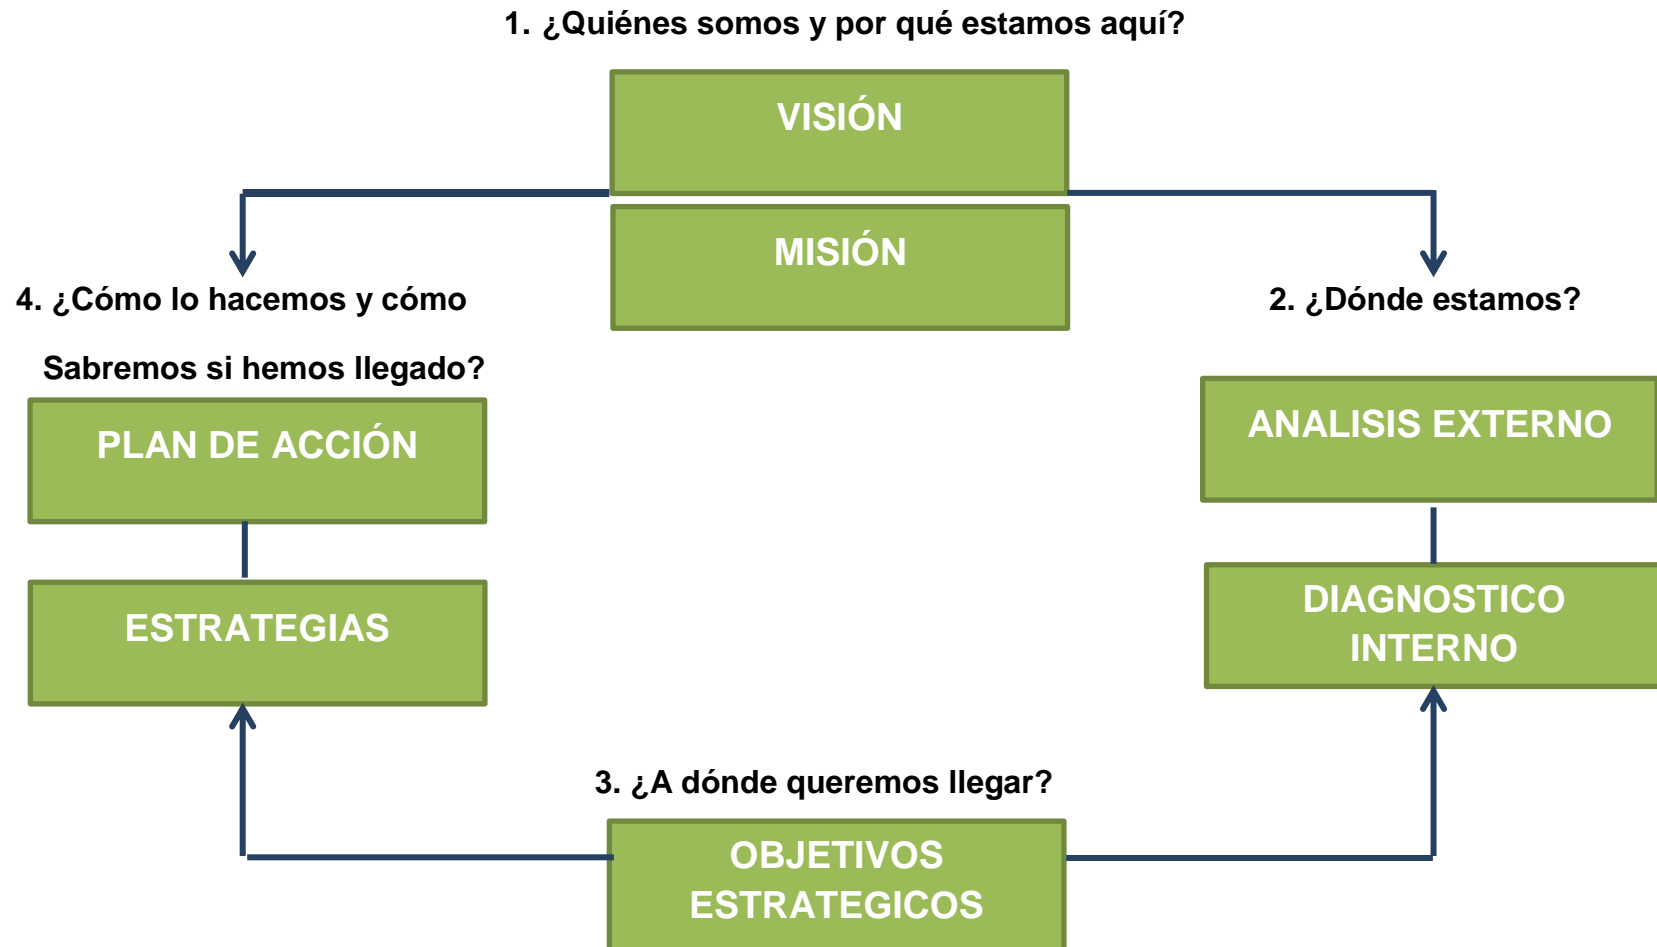 1. ¿Quiénes somos y por qué estamos aquí?
VISIÓN
MISIÓN
4. ¿Cómo lo hacemos y cómo
Sabremos si hemos llegado?
PLAN DE ACCIÓN
ESTRATEGIAS
2. ¿Dónde estamos?
ANALISIS EXTERNO
DIAGNOSTICO
INTERNO
3. ¿A dónde queremos llegar?
OBJETIVOS
ESTRATEGICOS